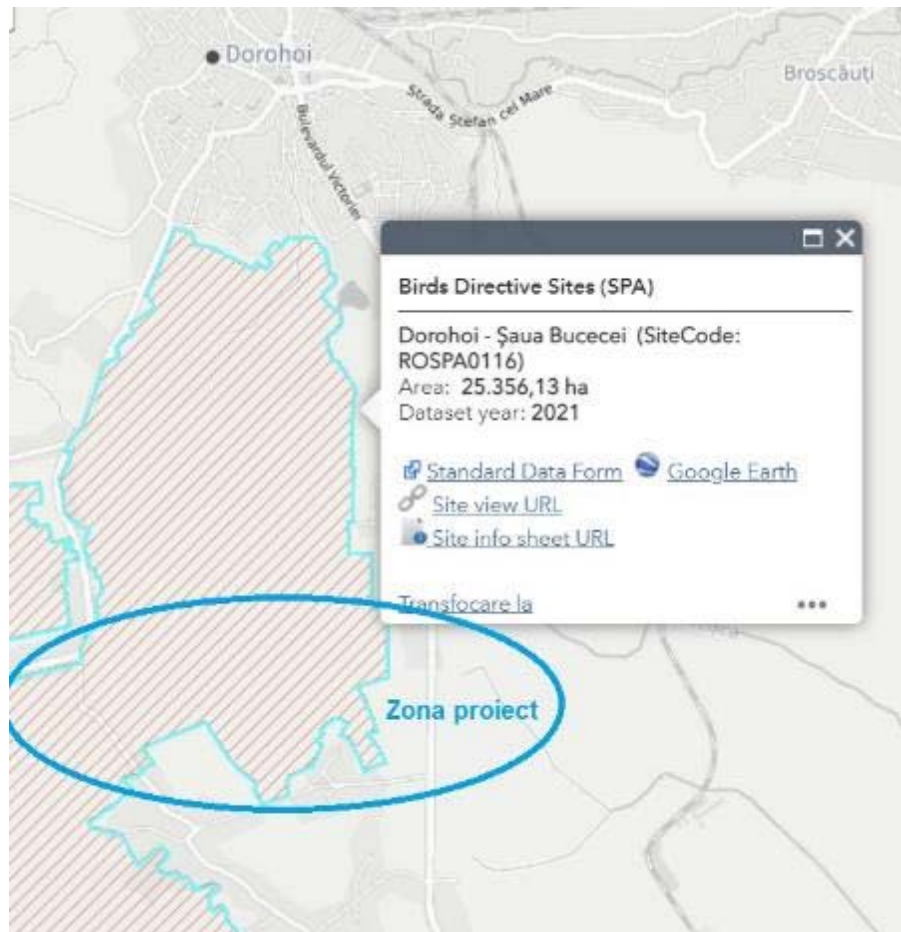 Dorohoi
Broscăuți
Strada Ștefan cel Mare
Bulevardul Victoriei
Birds Directive Sites (SPA)
Dorohoi - Șaua Bucecei (SiteCode:
ROSPA0116)
Area: 25.356,13 ha
Dataset year: 2021
Standard Data Form Google Earth
Site view URL
Site info sheet URL
Transfocare la
Zona proiect